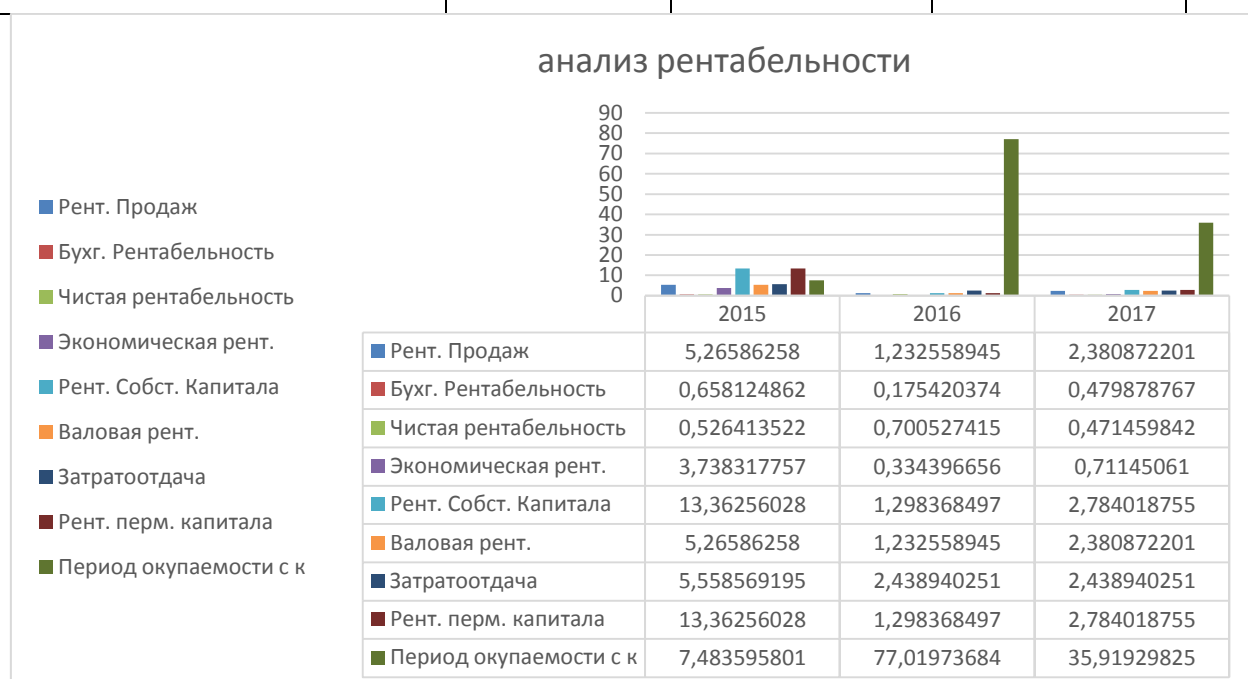 анализ рентабельности
90
80
70
60
50
40
30
20
10
0
Рент. Продаж
Бухг. Рентабельность
Чистая рентабельность
Экономическая рент.
Рент. Собст. Капитала
Валовая рент.
Затратоотдача
Рент. перм. капитала
Период окупаемости с к
2015 2016 2017
Рент. Продаж 5,26586258 1,232558945 2,380872201
Бухг. Рентабельность 0,658124862 0,175420374 0,479878767
Чистая рентабельность 0,526413522 0,700527415 0,471459842
Экономическая рент. 3,738317757 0,334396656 0,71145061
Рент. Собст. Капитала 13,36256028 1,298368497 2,784018755
Валовая рент. 5,26586258 1,232558945 2,380872201
Затратоотдача 5,558569195 2,438940251 2,438940251
Рент. перм. капитала 13,36256028 1,298368497 2,784018755
Период окупаемости с к 7,483595801 77,01973684 35,91929825